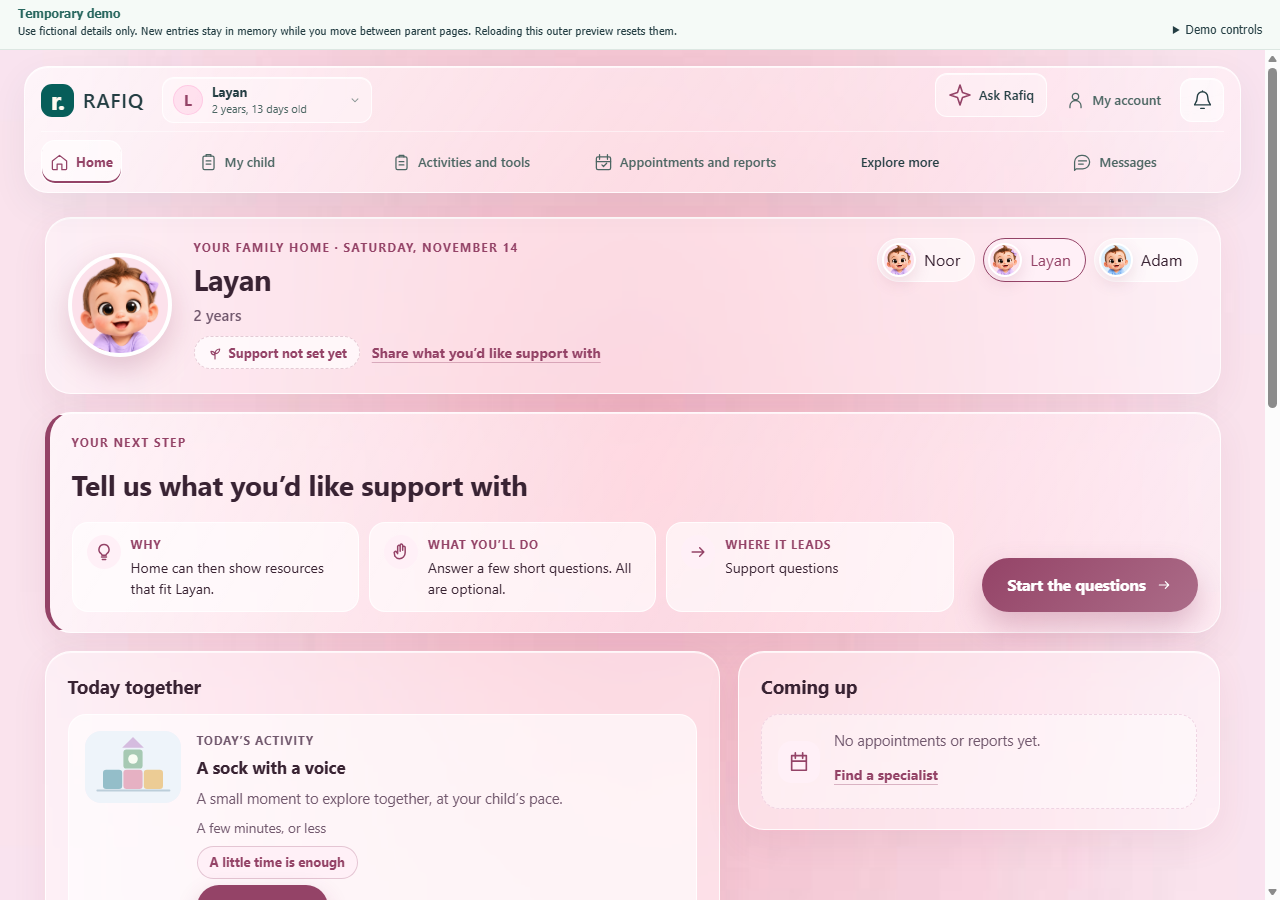 Temporary demo
Use fictional details only. New entries stay in memory while you move between parent pages. Reloading this outer preview resets them.
Demo controls
r.
RAFIQ
L
Layan
2 years, 13 days old
Ask Rafiq
My account
Home
My child
Activities and tools
Appointments and reports
Explore more
Messages
YOUR FAMILY HOME · SATURDAY, NOVEMBER 14
Layan
2 years
Support not set yet
Share what you’d like support with
Noor
Layan
Adam
YOUR NEXT STEP
Tell us what you’d like support with
WHY
Home can then show resources
that fit Layan.
WHAT YOU’LL DO
Answer a few short questions. All
are optional.
WHERE IT LEADS
Support questions
Start the questions
Today together
TODAY’S ACTIVITY
A sock with a voice
A small moment to explore together, at your child’s pace.
A few minutes, or less
A little time is enough
Coming up
No appointments or reports yet.
Find a specialist